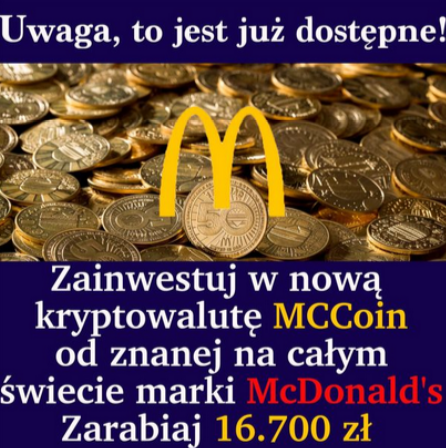 Uwaga, to jest już dostępne!
Zainwestuj w nową
kryptowalutę MCCoin
od znanej na całym
świecie marki McDonald's
Zarabiaj 16.700 zł